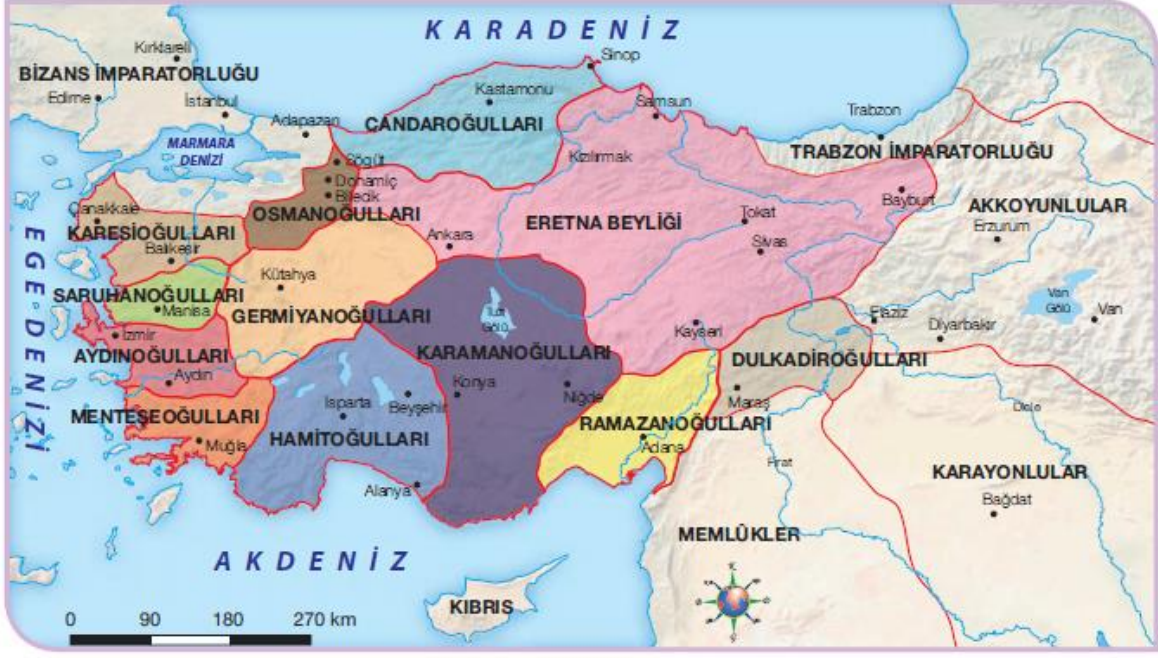 KARADENİZ
Kırklareli
BİZANS İMPARATORLUĞU
Edirne
İstanbul
MARMARA
DENİZİ
Adapazarı
Sinop
Kastamonu
CANDAROĞULLARI
Samsun
Kızılırmak
Trabzon
TRABZON İMPARATORLUĞU
Söğüt
Domaniç
Bilecik
OSMANOĞULLARI
Çanakkale
KARESİOĞULLARI
Balıkesir
ERETNA BEYLİĞİ
Ankara
Tokat
Sivas
Bayburt
AKKOYUNLULAR
Erzurum
EGE DENİZİ
SARUHANOĞULLARI
Manisa
Kütahya
GERMİYANOĞULLARI
Tuz
Gölü
Kayseri
Elaziz
Diyarbakır
Van
Gölü
Van
İzmir
AYDINOĞULLARI
Aydın
KARAMANOĞULLARI
Konya
Niğde
DULKADİROĞULLARI
Maraş
MENTEŞEOĞULLARI
Muğla
Isparta
Beyşehir
HAMİTOĞULLARI
Alanya
RAMAZANOĞULLARI
Adana
Fırat
Dicle
KARAYONLULAR
Bağdat
MEMLÛKLER
AKDENİZ
KIBRIS
0 90 180 270 km